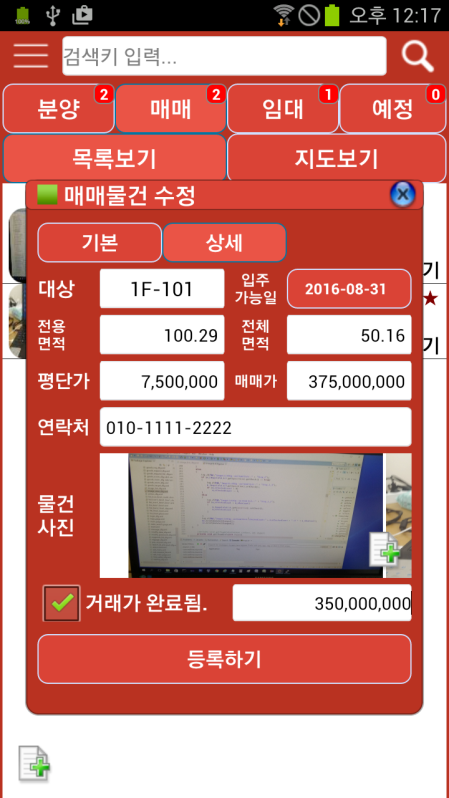 100%
오후 12:17
검색키 입력...
분양 2
매매 2
임대 1
예정 0
목록보기
지도보기
매매물건 수정
기본
상세
기
대상
1F-101
입주
가능일
2016-08-31
전용
면적
100.29
전체
면적
50.16
기
평단가
7,500,000
매매가
375,000,000
연락처
010-1111-2222
물건
사진
거래가 완료됨.
350,000,000
등록하기